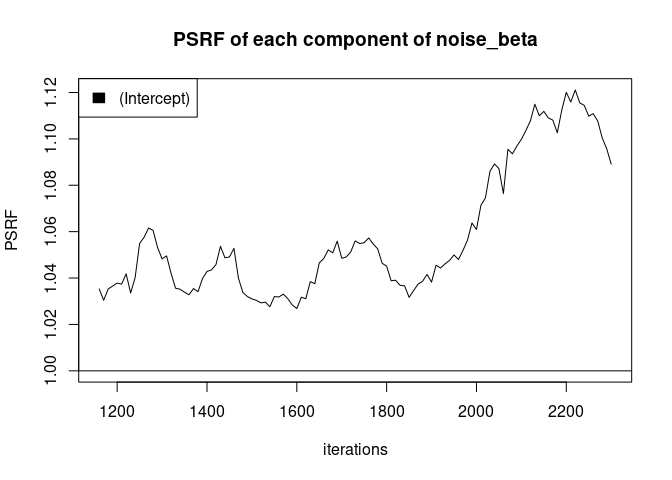 PSRF of each component of noise_beta
(Intercept)
PSRF
1.12
1.10
1.08
1.06
1.04
1.02
1.00
1200 1400 1600 1800 2000 2200
iterations